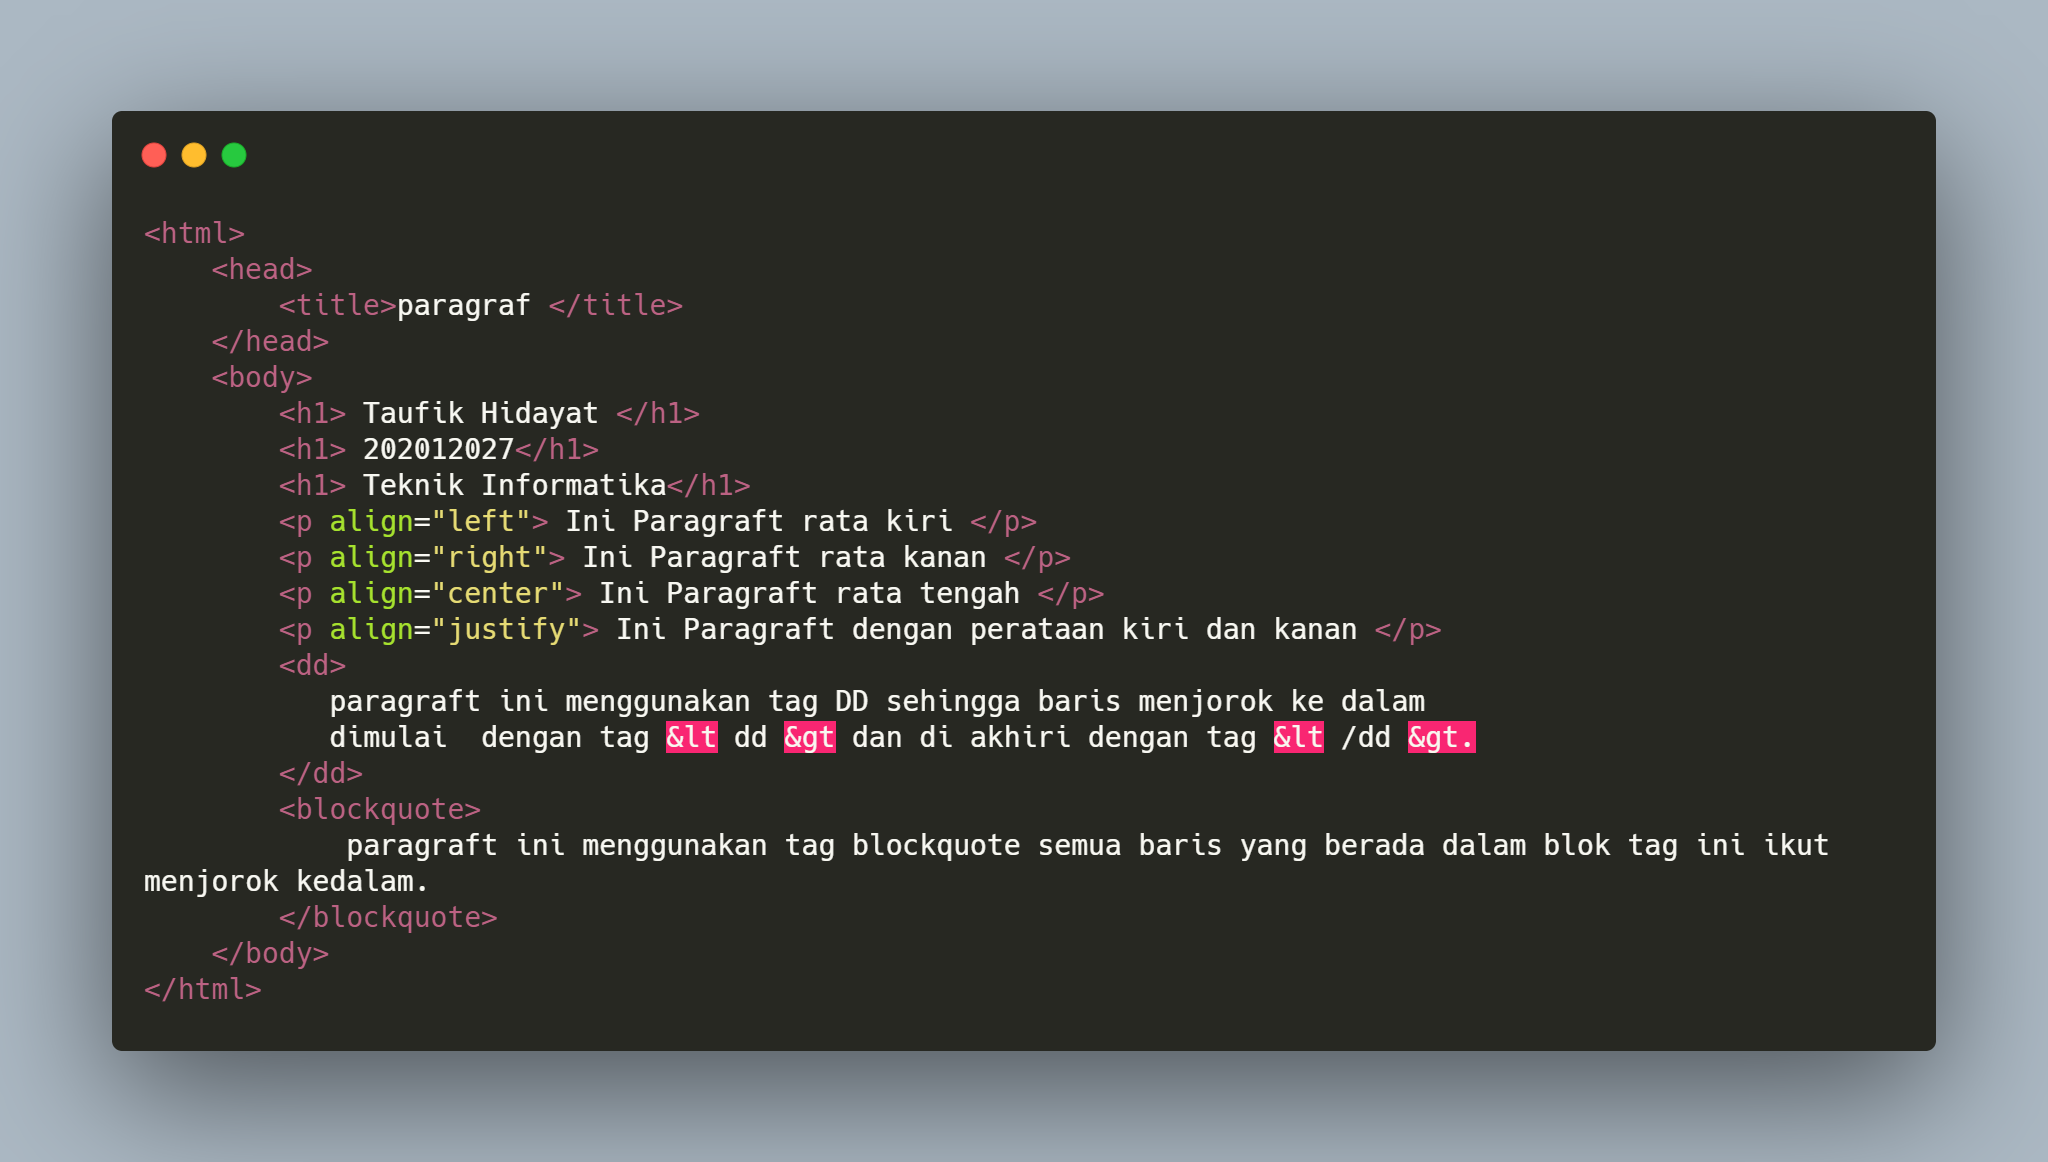 <html>
    <head>
        <title>paragraf </title>
    </head>
    <body>
        <h1> Taufik Hidayat </h1>
        <h1> 202012027</h1>
        <h1> Teknik Informatika</h1>
        <p align="left"> Ini Paragraft rata kiri </p>
        <p align="right"> Ini Paragraft rata kanan </p>
        <p align="center"> Ini Paragraft rata tengah </p>
        <p align="justify"> Ini Paragraft dengan perataan kiri dan kanan </p>
        <dd>
           paragraft ini menggunakan tag DD sehingga baris menjorok ke dalam
           dimulai  dengan tag &lt dd &gt dan di akhiri dengan tag &lt /dd &gt.
        </dd>
        <blockquote>
            paragraft ini menggunakan tag blockquote semua baris yang berada dalam blok tag ini ikut
menjorok kedalam.
        </blockquote>
    </body>
</html>